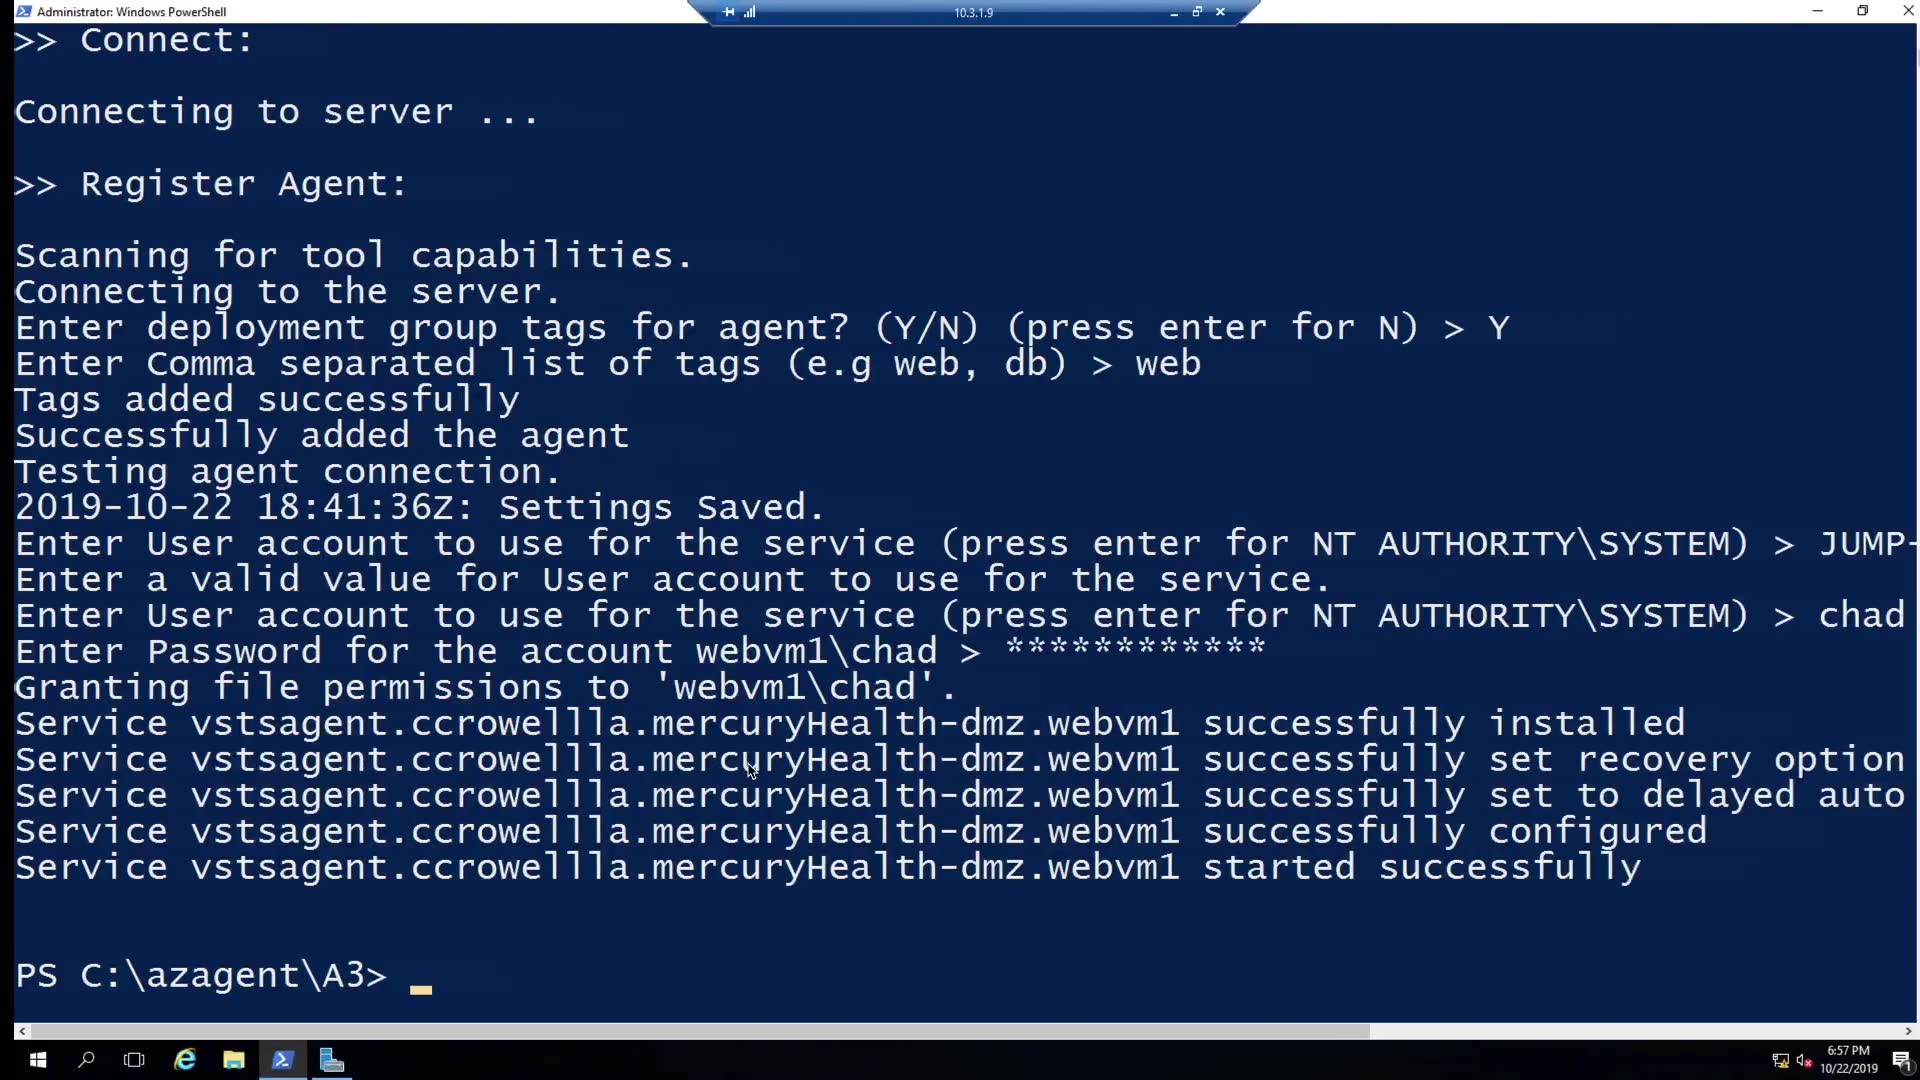 Administrator: Windows PowerShell
10.3.1.9
>> Connect:
Connecting to server ...
>> Register Agent:
Scanning for tool capabilities.
Connecting to the server.
Enter deployment group tags for agent? (Y/N) (press enter for N) > Y
Enter Comma separated list of tags (e.g web, db) > web
Tags added successfully
Successfully added the agent
Testing agent connection.
2019-10-22 18:41:36Z: Settings Saved.
Enter User account to use for the service (press enter for NT AUTHORITY\SYSTEM) > JUMP-
Enter a valid value for User account to use for the service.
Enter User account to use for the service (press enter for NT AUTHORITY\SYSTEM) > chad
Enter Password for the account webvm1\chad > ************
Granting file permissions to 'webvm1\chad'.
Service vstsagent.ccrowellla.mercuryHealth-dmz.webvm1 successfully installed
Service vstsagent.ccrowellla.mercuryHealth-dmz.webvm1 successfully set recovery option
Service vstsagent.ccrowellla.mercuryHealth-dmz.webvm1 successfully set to delayed auto
Service vstsagent.ccrowellla.mercuryHealth-dmz.webvm1 successfully configured
Service vstsagent.ccrowellla.mercuryHealth-dmz.webvm1 started successfully
PS C:\azagent\A3>
6:57 PM
10/22/2019
1